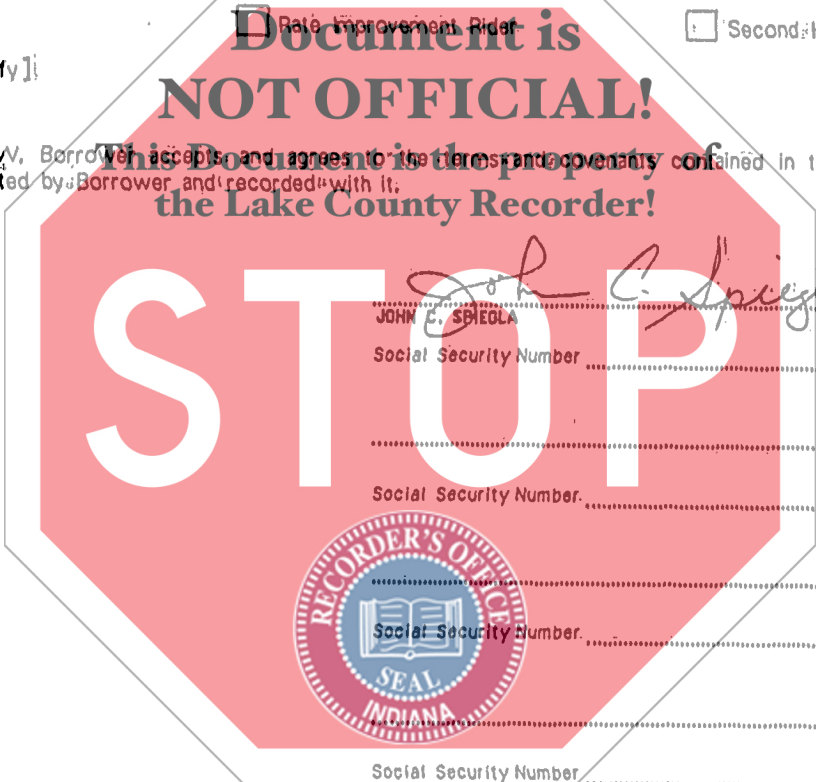 Rate Improvement Rider Second
Document is
NOT OFFICIAL!
Borrower accepts and agrees to the terms and covenants contained in
This Document is the property of
by Borrower and recorded with it.
the Lake County Recorder!
John C.
JOHN C. SPIEGLA
Social Security Number
STOP
Social Security Number
RECORDER'S OFFICE
Social Security Number
SEAL
INDIANA
Social Security Number